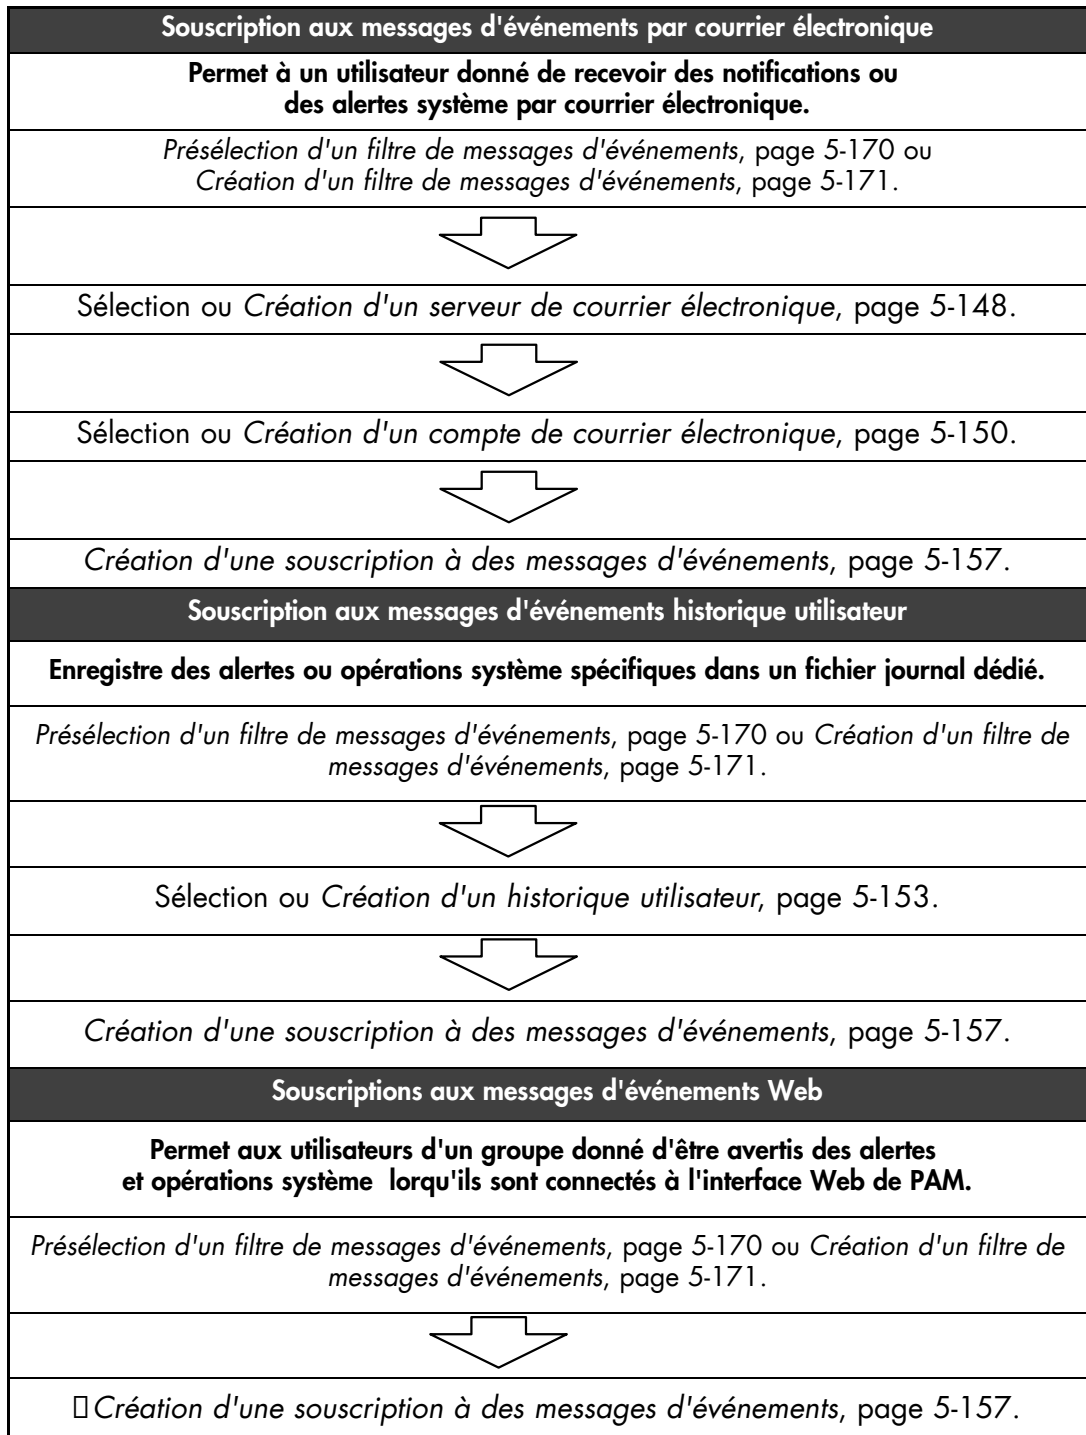 Souscription aux messages d'événements par courrier électronique
Permet à un utilisateur donné de recevoir des notifications ou
des alertes système par courrier électronique.
Présélection d'un filtre de messages d'événements, page 5-170 ou
Création d'un filtre de messages d'événements, page 5-171.
Sélection ou Création d'un serveur de courrier électronique, page 5-148.
Sélection ou Création d'un compte de courrier électronique, page 5-150.
Création d'une souscription à des messages d'événements, page 5-157.
Souscription aux messages d'événements historique utilisateur
Enregistre des alertes ou opérations système spécifiques dans un fichier journal dédié.
Présélection d'un filtre de messages d'événements, page 5-170 ou Création d'un filtre de
messages d'événements, page 5-171.
Sélection ou Création d'un historique utilisateur, page 5-153.
Création d'une souscription à des messages d'événements, page 5-157.
Souscriptions aux messages d'événements Web
Permet aux utilisateurs d'un groupe donné d'être avertis des alertes
et opérations système lorqu'ils sont connectés à l'interface Web de PAM.
Présélection d'un filtre de messages d'événements, page 5-170 ou Création d'un filtre de
messages d'événements, page 5-171.
Création d'une souscription à des messages d'événements, page 5-157.